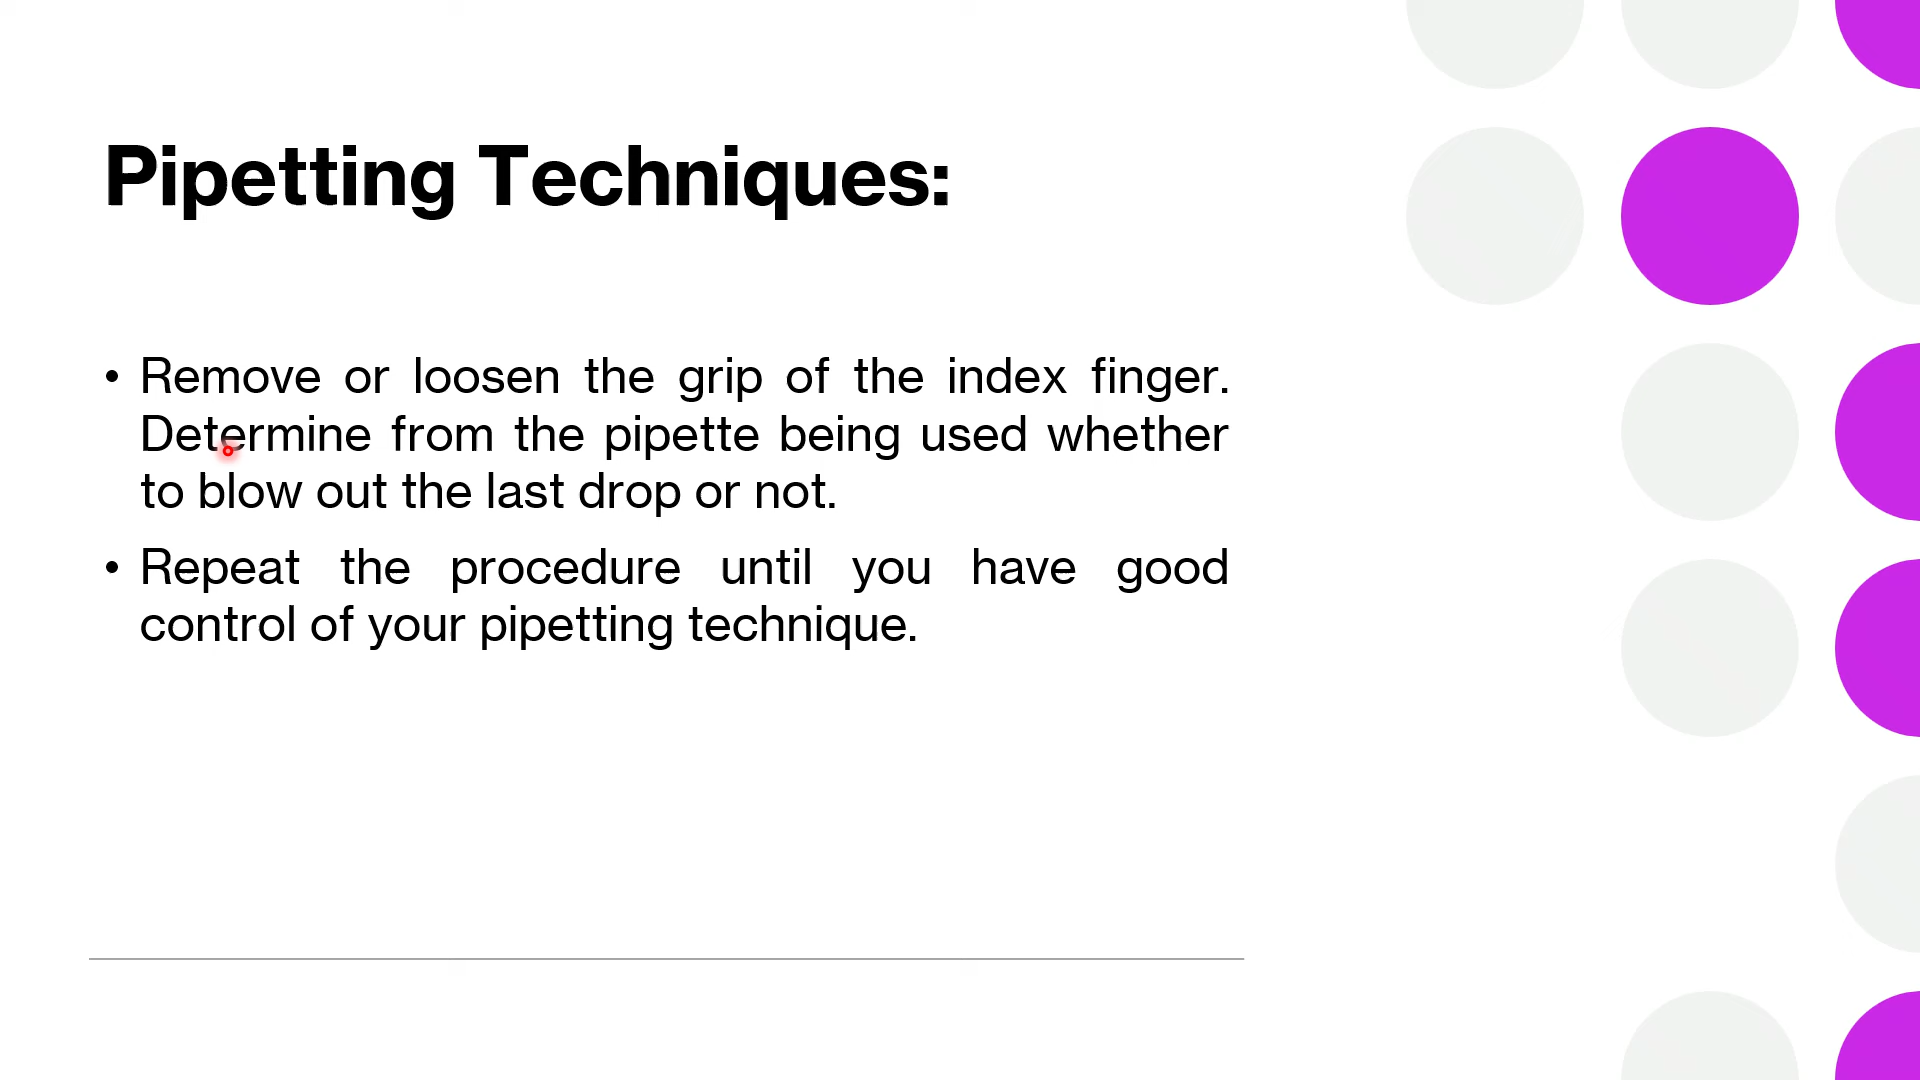 Pipetting Techniques:
• Remove or loosen the grip of the index finger.
Determine from the pipette being used whether
to blow out the last drop or not.
• Repeat the procedure until you have good
control of your pipetting technique.